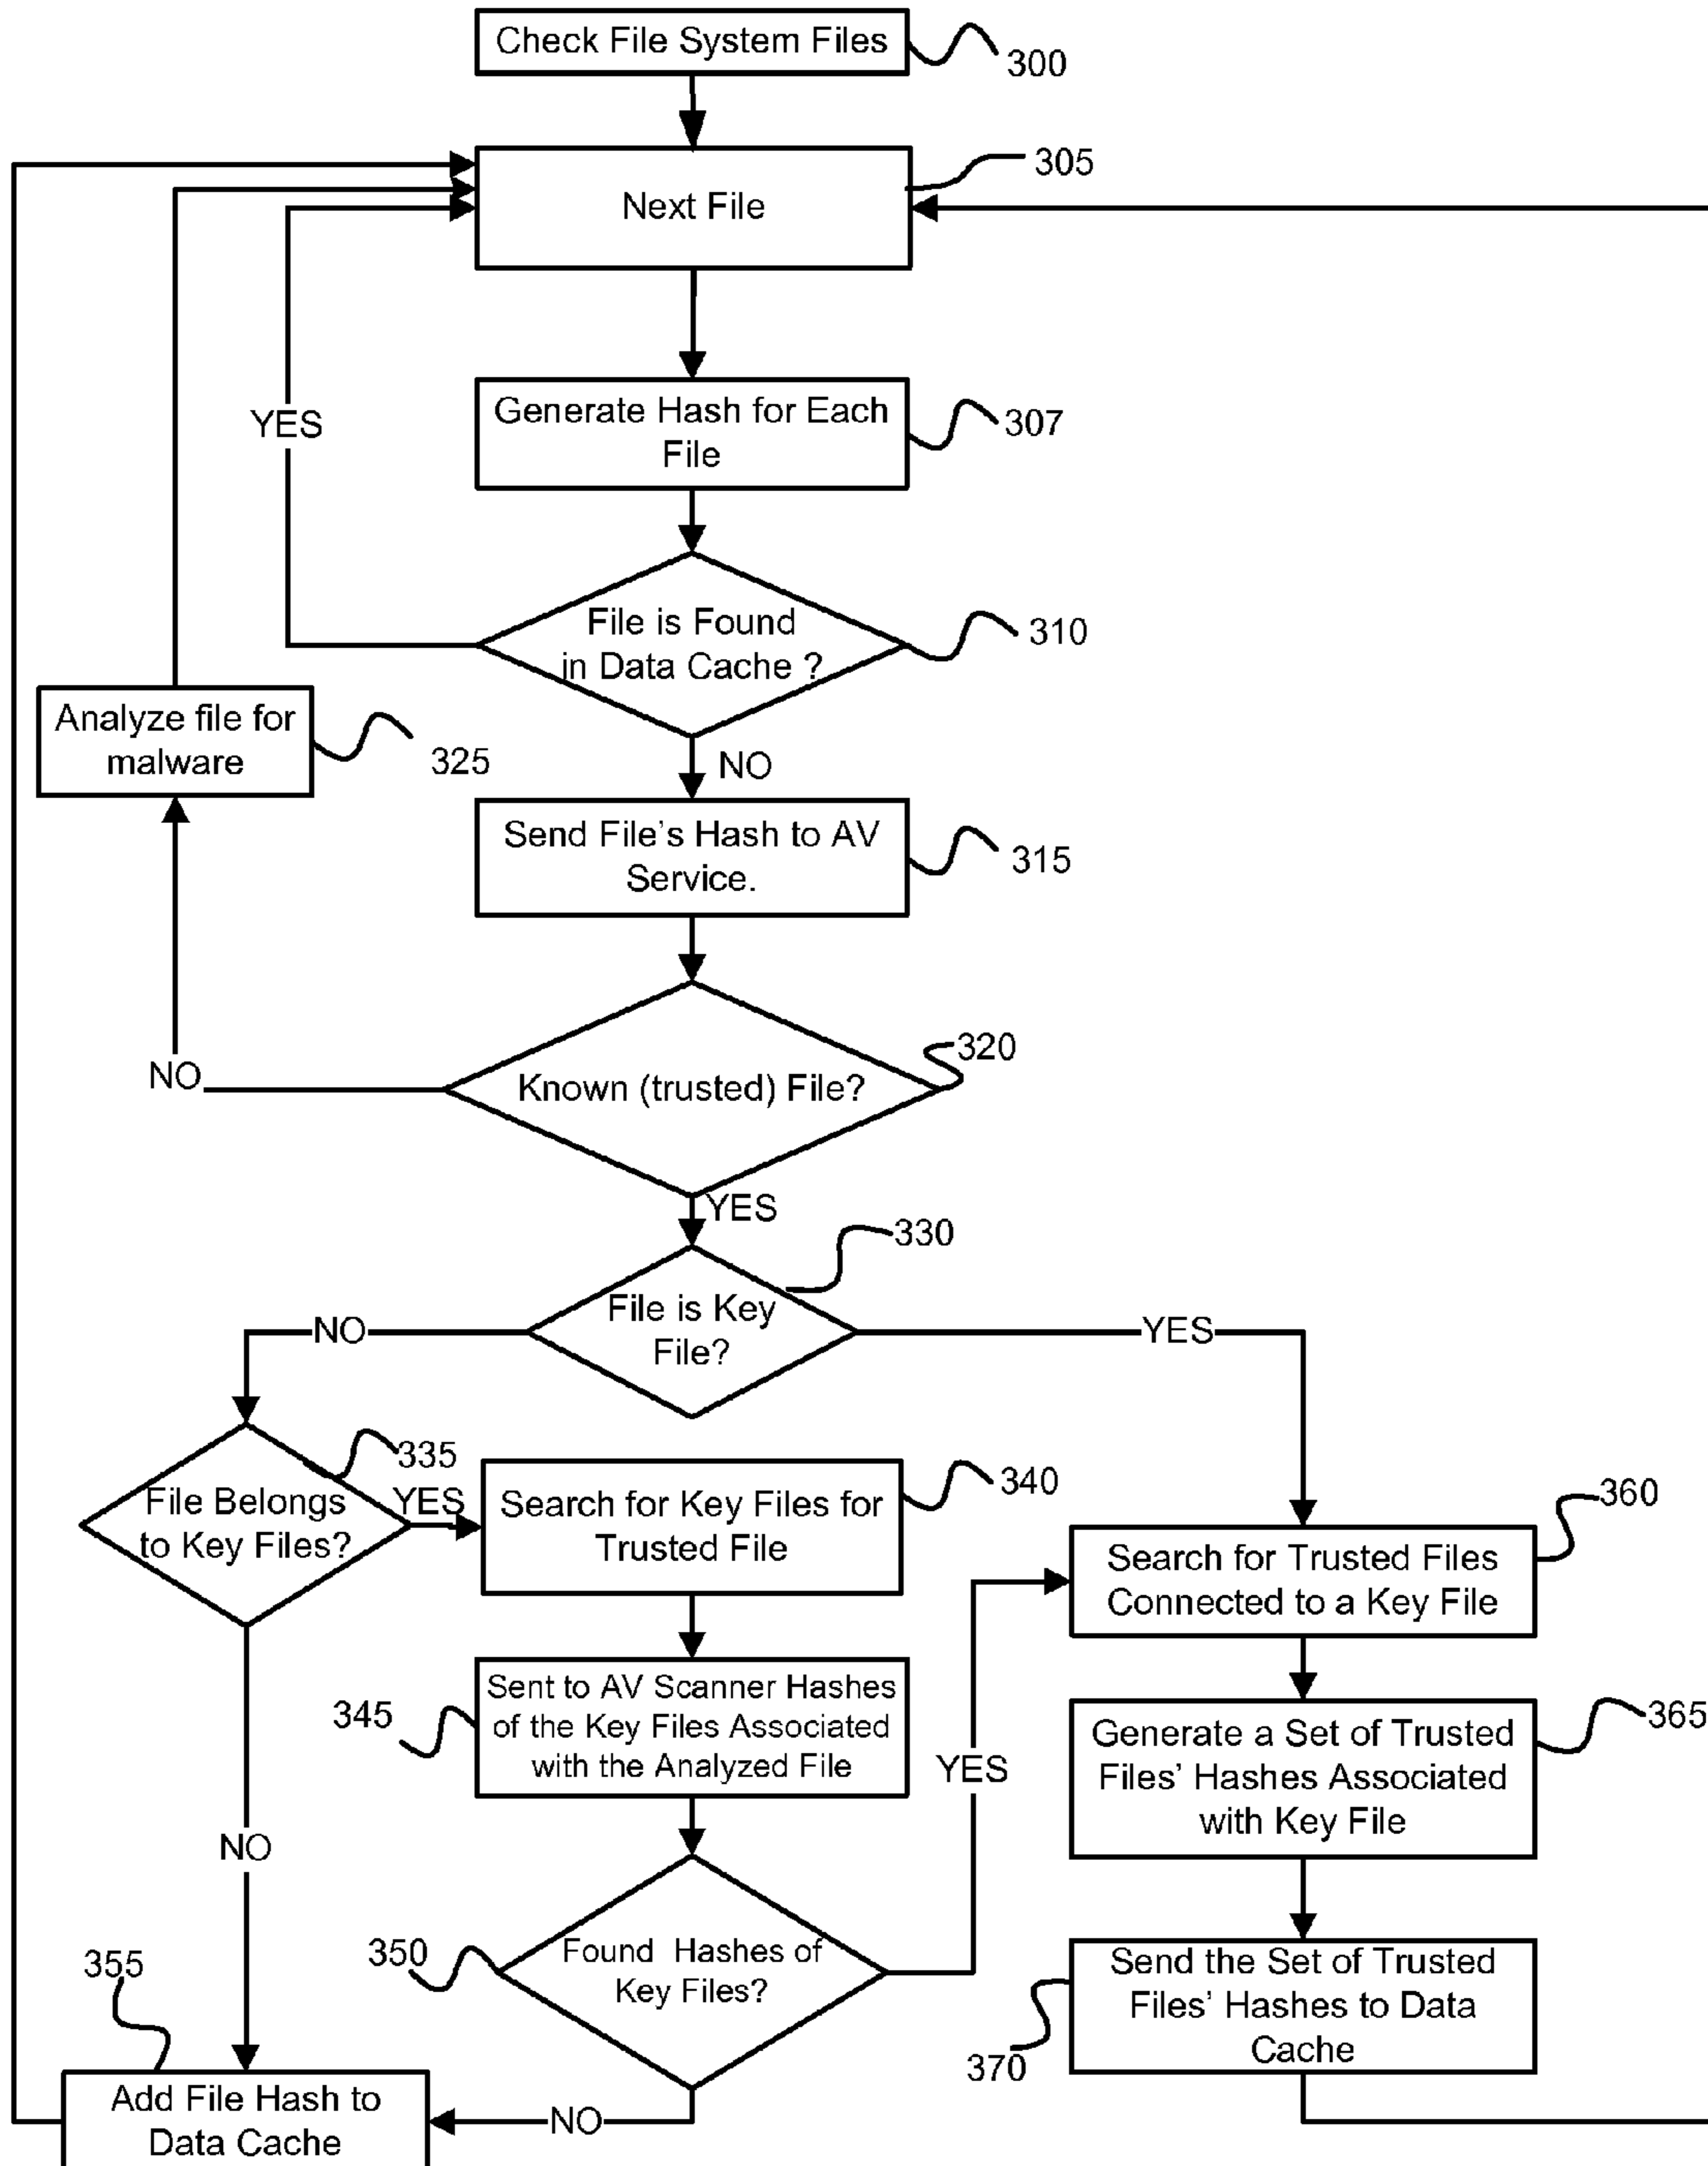 Check File System Files
300
305
Next File
Generate Hash for Each
File
307
YES
File is Found
in Data Cache ?
310
Analyze file for
malware
325
NO
Send File's Hash to AV
Service.
315
320
Known (trusted) File?
NO
YES
330
File is Key
File?
NO
YES
335
File Belongs
to Key Files?
YES
Search for Key Files for
Trusted File
340
360
Search for Trusted Files
Connected to a Key File
345
Sent to AV Scanner Hashes
of the Key Files Associated
with the Analyzed File
YES
365
Generate a Set of Trusted
Files' Hashes Associated
with Key File
NO
350
Found Hashes of
Key Files?
355
Send the Set of Trusted
Files' Hashes to Data
Cache
370
Add File Hash to
Data Cache
NO